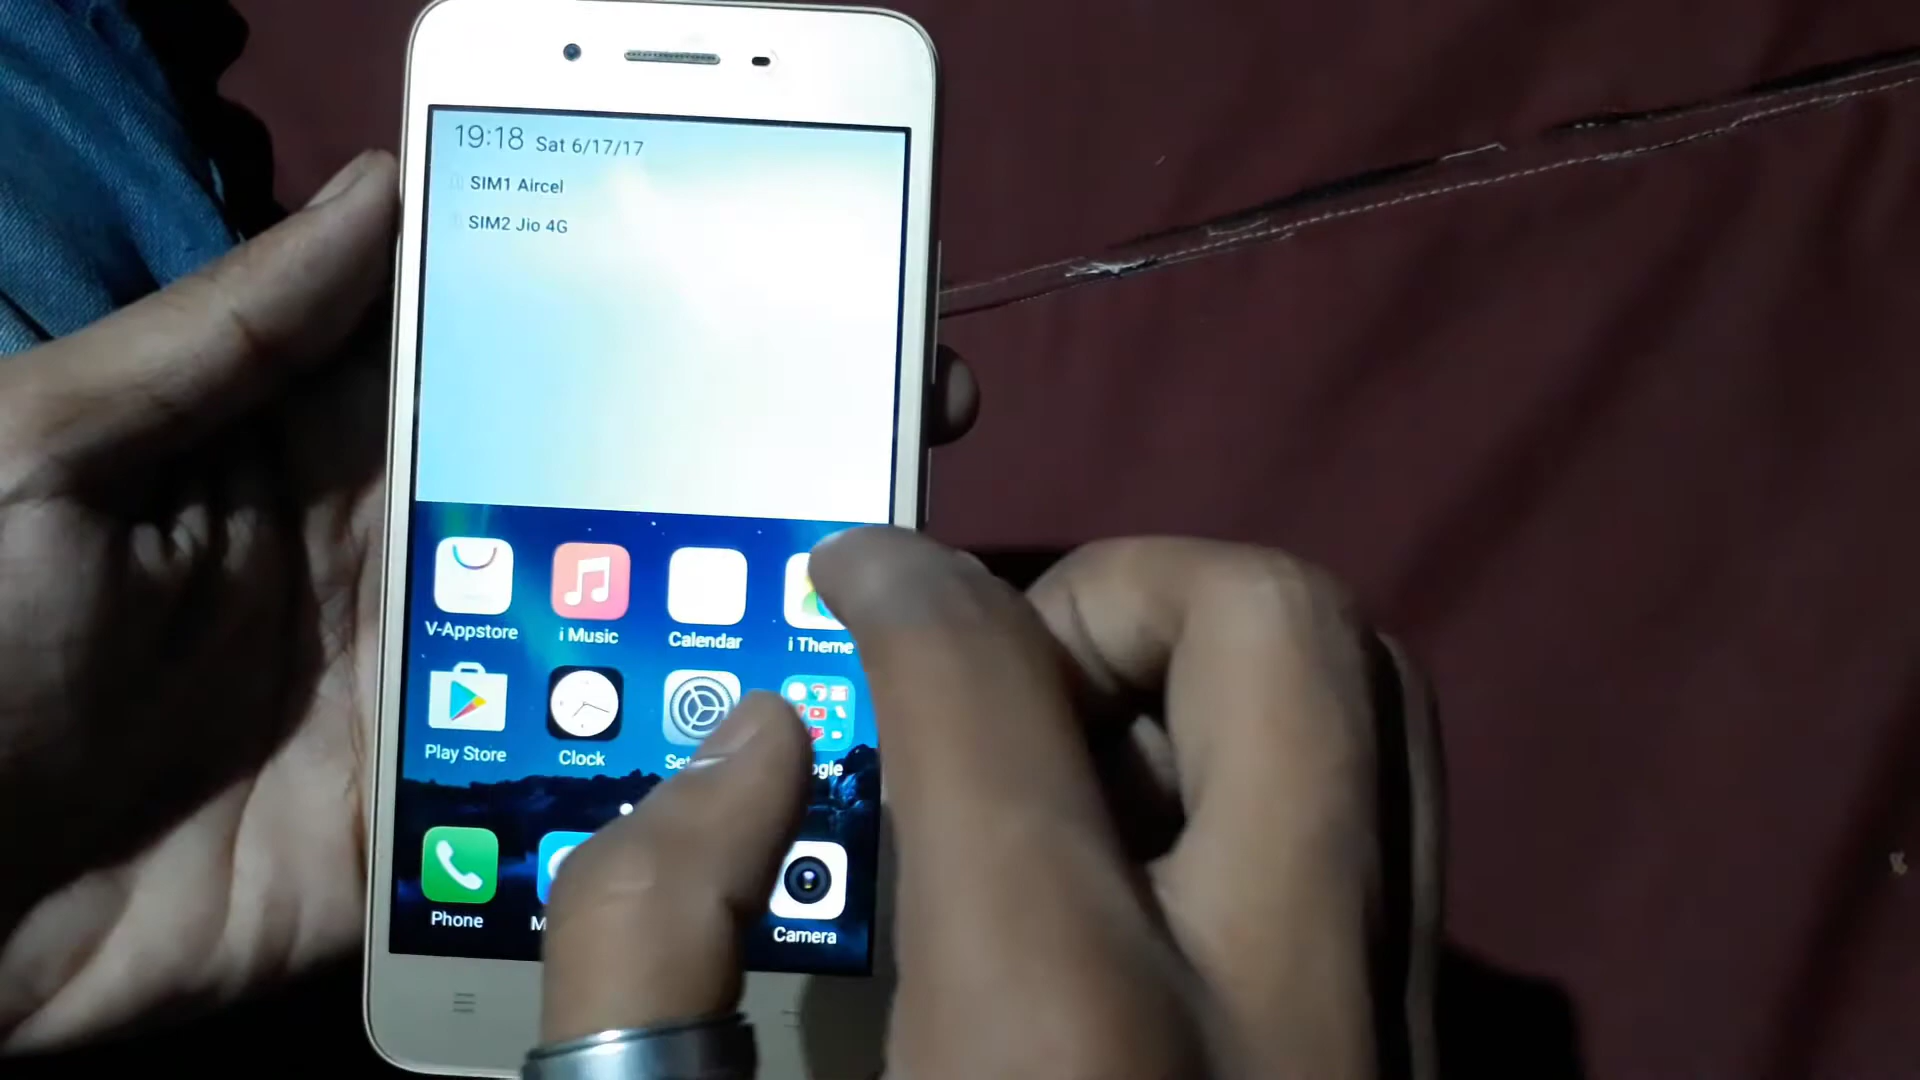 19:18 Sat 6/17/17
SIM1 Aircel
SIM2 Jio 4G
V-Appstore i Music Calendar i Theme
Play Store Clock
Phone Camera